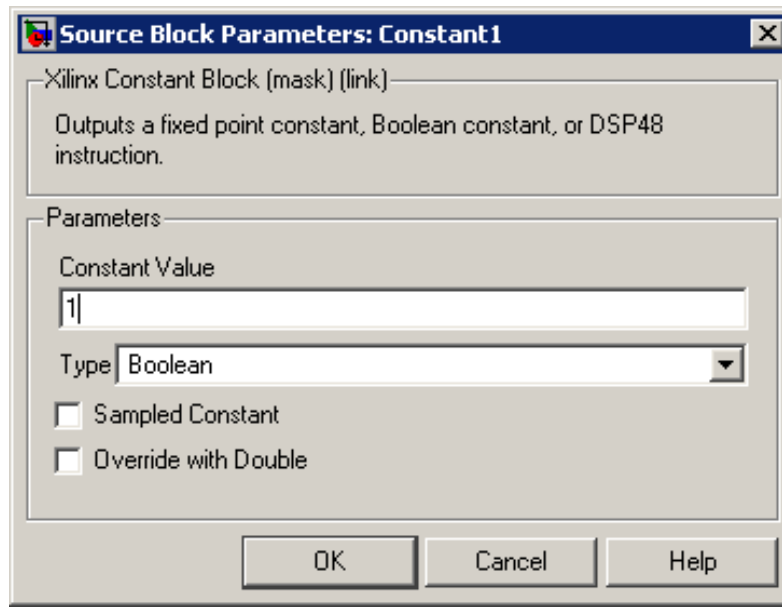 Source Block Parameters: Constant1
Xilinx Constant Block (mask) (link)
Outputs a fixed point constant, Boolean constant, or DSP48
instruction.
Parameters
Constant Value
1
Type Boolean
Sampled Constant
Override with Double
OK Cancel Help